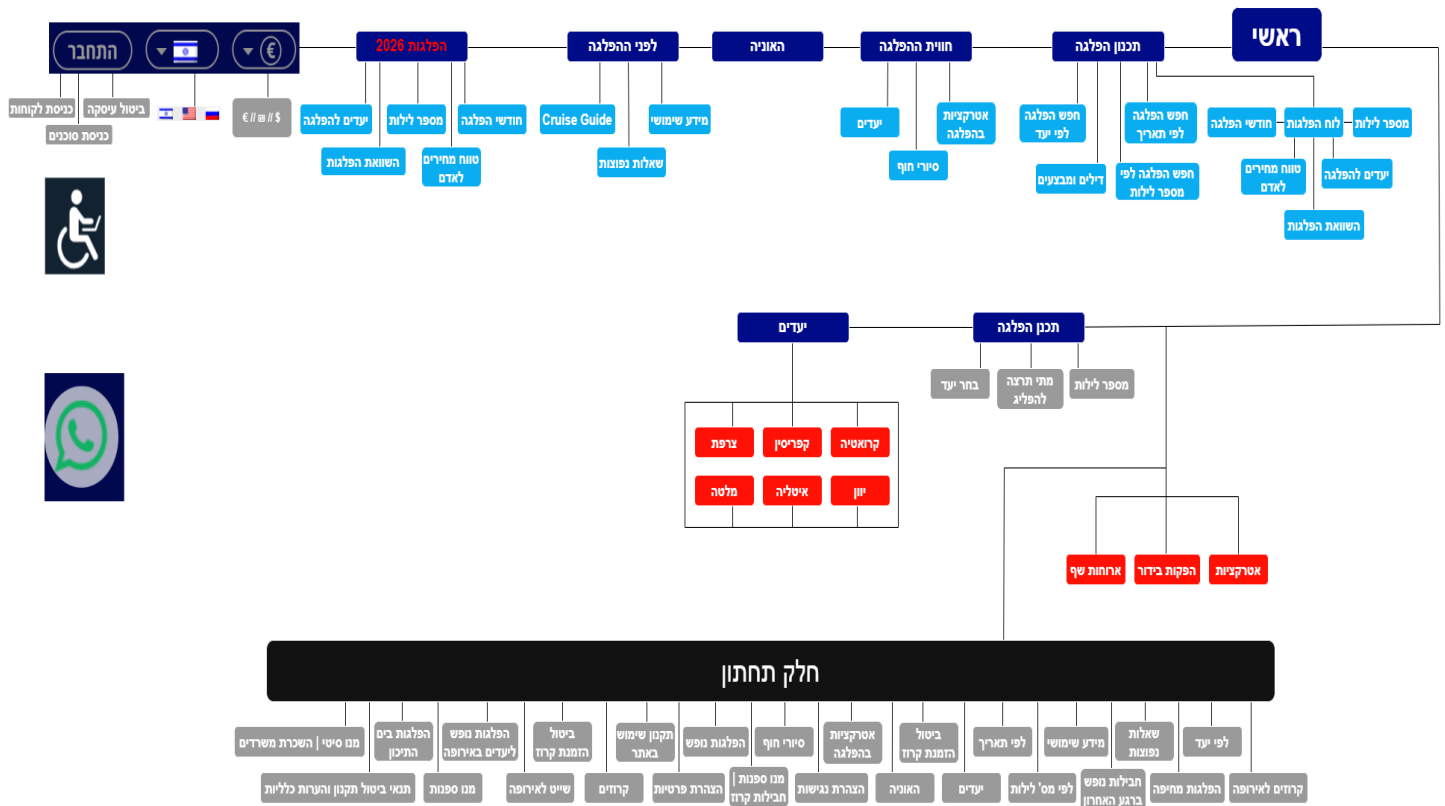 ראשי
תכנון הפלגה
חווית ההפלגה
האוניה
לפני ההפלגה
הפלגות 2026
€
התחבר
מספר לילות
לוח הפלגות
חודשי הפלגה
יעדים להפלגה
טווח מחירים
לאדם
השוואת הפלגות
חפש הפלגה
לפי תאריך
חפש הפלגה לפי
מספר לילות
דילים ומבצעים
חפש הפלגה
לפי יעד
אטרקציות
בהפלגה
סיורי חוף
יעדים
מידע שימושי
שאלות נפוצות
Cruise Guide
חודשי הפלגה
טווח מחירים
לאדם
מספר לילות
השוואת הפלגות
יעדים להפלגה
$ // ₪ // €
ביטול עיסקה
כניסת סוכנים
כניסת לקוחות
תכנן הפלגה
יעדים
מספר לילות
מתי תרצה
להפליג
בחר יעד
קרואטיה
קפריסין
צרפת
יוון
איטליה
מלטה
אטרקציות
הפקות בידור
ארוחות שף
חלק תחתון
קרוזים לאירופה
לפי יעד
הפלגות מחיפה
שאלות
נפוצות
חבילות נופש
ברגע האחרון
מידע שימושי
לפי מס' לילות
לפי תאריך
יעדים
ביטול
הזמנת קרוז
האוניה
אטרקציות
בהפלגה
הצהרת נגישות
סיורי חוף
מנו ספנות |
חבילות קרוז
הפלגות נופש
הצהרת פרטיות
תקנון שימוש
באתר
קרוזים
ביטול
הזמנת קרוז
שייט לאירופה
הפלגות נופש
ליעדים באירופה
מנו ספנות
הפלגות בים
התיכון
תנאי ביטול תקנון והערות כלליות
מנו סיטי | השכרת משרדים